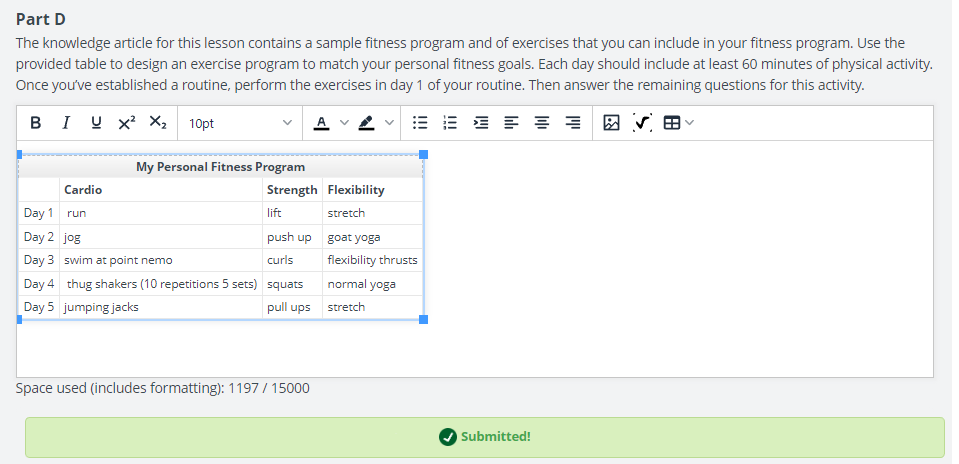 Part D
The knowledge article for this lesson contains a sample fitness program and of exercises that you can include in your fitness program. Use the
provided table to design an exercise program to match your personal fitness goals. Each day should include at least 60 minutes of physical activity.
Once you've established a routine, perform the exercises in day 1 of your routine. Then answer the remaining questions for this activity.
B I U X² X₂ 10pt A
My Personal Fitness Program
Cardio Strength Flexibility
Day 1 run lift stretch
Day 2 jog push up goat yoga
Day 3 swim at point nemo curls flexibility thrusts
Day 4 thug shakers (10 repetitions 5 sets) squats normal yoga
Day 5 jumping jacks pull ups stretch
Space used (includes formatting): 1197 / 15000
Submitted!